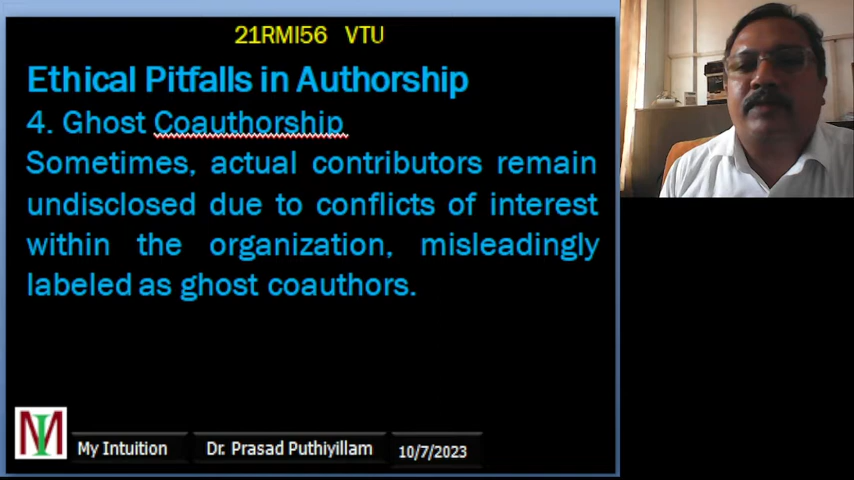 21RMI56 VTU
Ethical Pitfalls in Authorship
4. Ghost Coauthorship
Sometimes, actual contributors remain
undisclosed due to conflicts of interest
within the organization, misleadingly
labeled as ghost coauthors.
MI
My Intuition Dr. Prasad Puthiyillam 10/7/2023